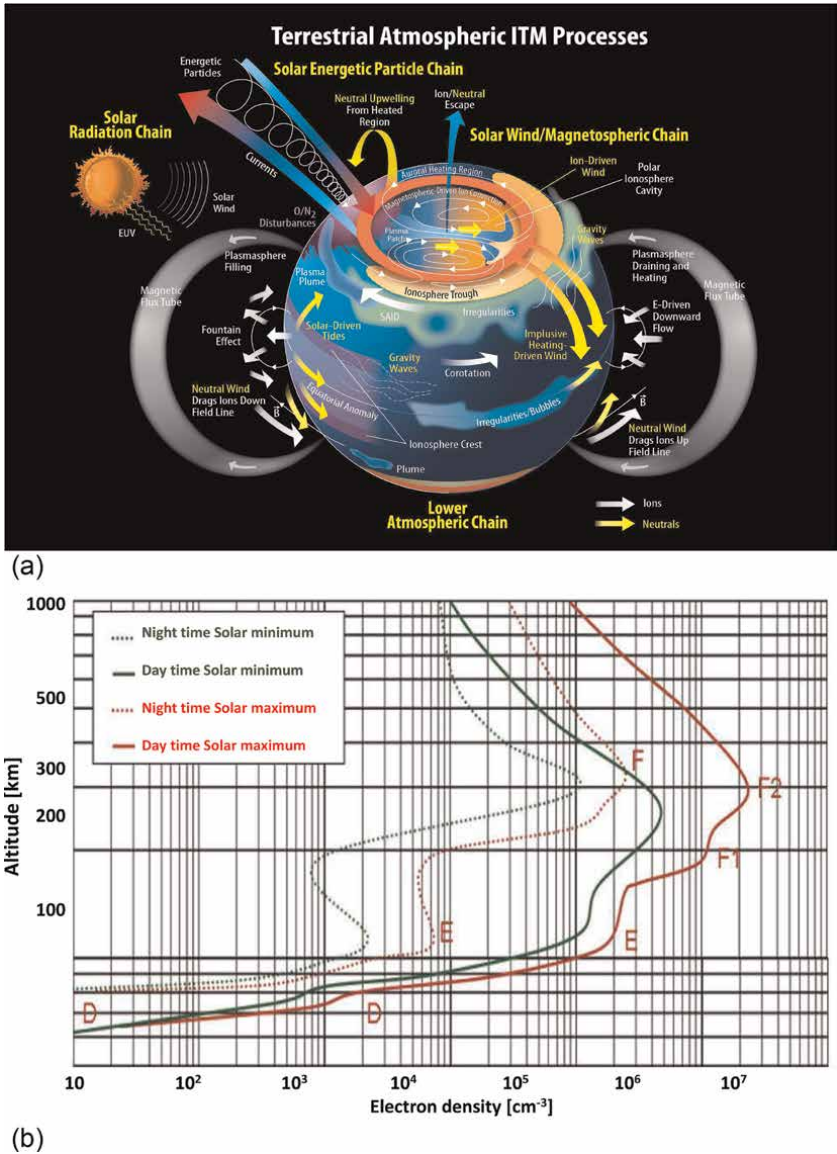 Terrestrial Atmospheric ITM Processes
Energetic
Particles
Solar Energetic Particle Chain
Neutral Upwelling
From Heated
Region
Ion/Neutral
Escape
Solar Wind/Magnetospheric Chain
Solar
Radiation Chain
Currents
Solar
Wind
EUV
Ion-Driven
Wind
Polar
Ionosphere
Cavity
Auroral Heating Region
Magnetospheric-Driven Ion Convection
O/N2
Disturbances
Plasma Patch
Gravity
Waves
Plasmasphere
Filling
Plasma
Plume
Ionosphere Trough
Plasmasphere
Draining and
Heating
Magnetic
Flux Tube
Magnetic
Flux Tube
SAID
Irregularities
E-Driven
Downward
Flow
Fountain
Effect
Solar-Driven
Tides
Gravity
Waves
Corotation
Implusive
Heating-
Driven Wind
Neutral Wind
Drags Ions Down
Field Line
B
Equatorial Anomaly
Irregularities/Bubbles
B
Ionosphere Crest
Neutral Wind
Drags Ions Up
Field Line
Plume
Lower
Atmospheric Chain
Ions
Neutrals
(a)
1000
500
300
200
100
Altitude [km]
Night time Solar minimum
Day time Solar minimum
Night time Solar maximum
Day time Solar maximum
F
F2
F1
E
E
D
D
10
10²
10³
10⁴
10⁵
10⁶
10⁷
Electron density [cm⁻³]
(b)